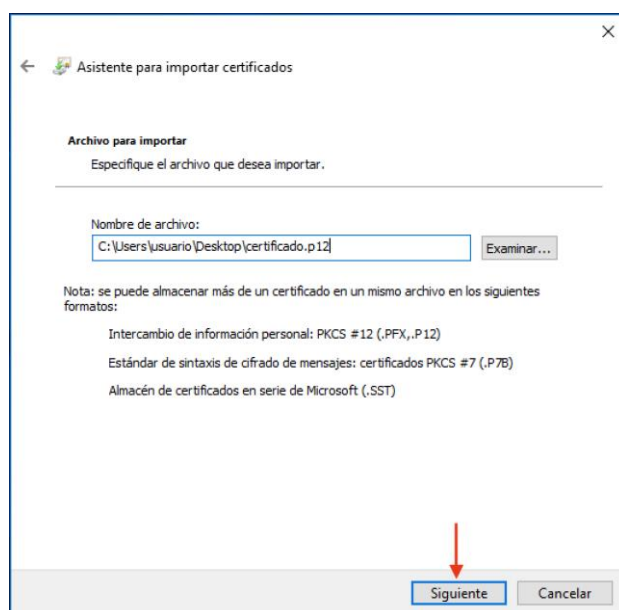 Asistente para importar certificados
Archivo para importar
Especifique el archivo que desea importar.
Nombre de archivo:
C:\Users\usuario\Desktop\certificado.p12
Examinar...
Nota: se puede almacenar más de un certificado en un mismo archivo en los siguientes
formatos:
Intercambio de información personal: PKCS #12 (.PFX,.P12)
Estándar de sintaxis de cifrado de mensajes: certificados PKCS #7 (.P7B)
Almacén de certificados en serie de Microsoft (.SST)
Siguiente
Cancelar